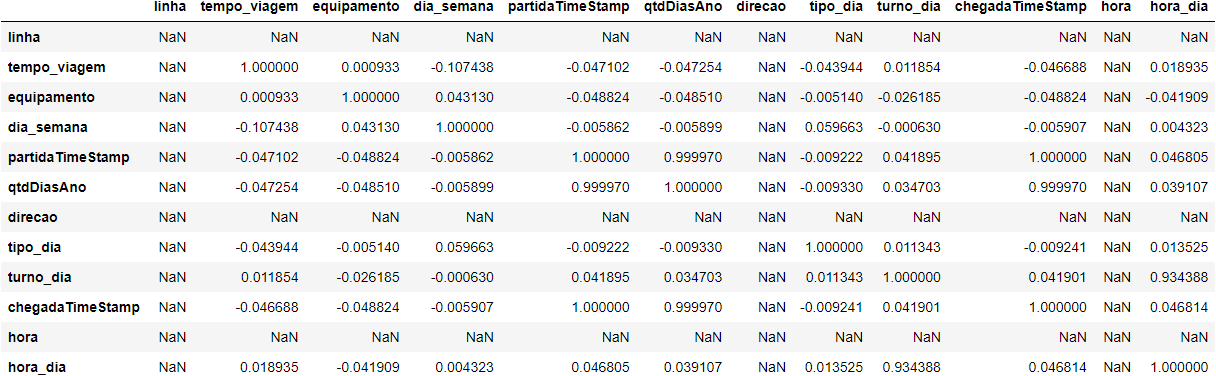 linha tempo_viagem equipamento dia_semana partidaTimeStamp qtdDiasAno direcao tipo_dia turno_dia chegadaTimeStamp hora hora_dia
linha NaN NaN NaN NaN NaN NaN NaN NaN NaN NaN NaN NaN
tempo_viagem NaN 1.000000 0.000933 -0.107438 -0.047102 -0.047254 NaN -0.043944 0.011854 -0.046688 NaN 0.018935
equipamento NaN 0.000933 1.000000 0.043130 -0.048824 -0.048510 NaN -0.005140 -0.026185 -0.048824 NaN -0.041909
dia_semana NaN -0.107438 0.043130 1.000000 -0.005862 -0.005899 NaN 0.059663 -0.000630 -0.005907 NaN 0.004323
partidaTimeStamp NaN -0.047102 -0.048824 -0.005862 1.000000 0.999970 NaN -0.009222 0.041895 1.000000 NaN 0.046805
qtdDiasAno NaN -0.047254 -0.048510 -0.005899 0.999970 1.000000 NaN -0.009330 0.034703 0.999970 NaN 0.039107
direcao NaN NaN NaN NaN NaN NaN NaN NaN NaN NaN NaN NaN
tipo_dia NaN -0.043944 -0.005140 0.059663 -0.009222 -0.009330 NaN 1.000000 0.011343 -0.009241 NaN 0.013525
turno_dia NaN 0.011854 -0.026185 -0.000630 0.041895 0.034703 NaN 0.011343 1.000000 0.041901 NaN 0.934388
chegadaTimeStamp NaN -0.046688 -0.048824 -0.005907 1.000000 0.999970 NaN -0.009241 0.041901 1.000000 NaN 0.046814
hora NaN NaN NaN NaN NaN NaN NaN NaN NaN NaN NaN NaN
hora_dia NaN 0.018935 -0.041909 0.004323 0.046805 0.039107 NaN 0.013525 0.934388 0.046814 NaN 1.000000